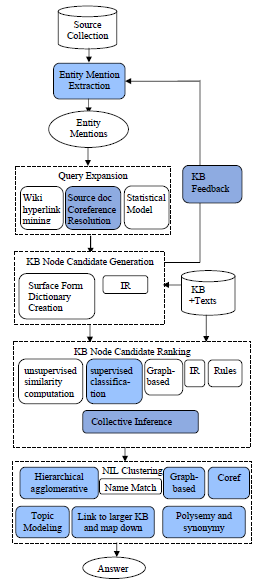 Source
Collection
Entity Mention
Extraction
Entity
Mentions
KB
Feedback
Query Expansion
Wiki
hyperlink
mining
Source doc
Coreference
Resolution
Statistical
Model
KB Node Candidate Generation
Surface Form
Dictionary
Creation
IR
KB
+Texts
KB Node Candidate Ranking
unsupervised
similarity
computation
supervised
classifica-
tion
Graph-
based
IR
Rules
Collective Inference
NIL Clustering
Hierarchical
agglomerative
Name Match
Graph-
based
Coref
Topic
Modeling
Link to larger KB
and map down
Polysemy and
synonymy
Answer